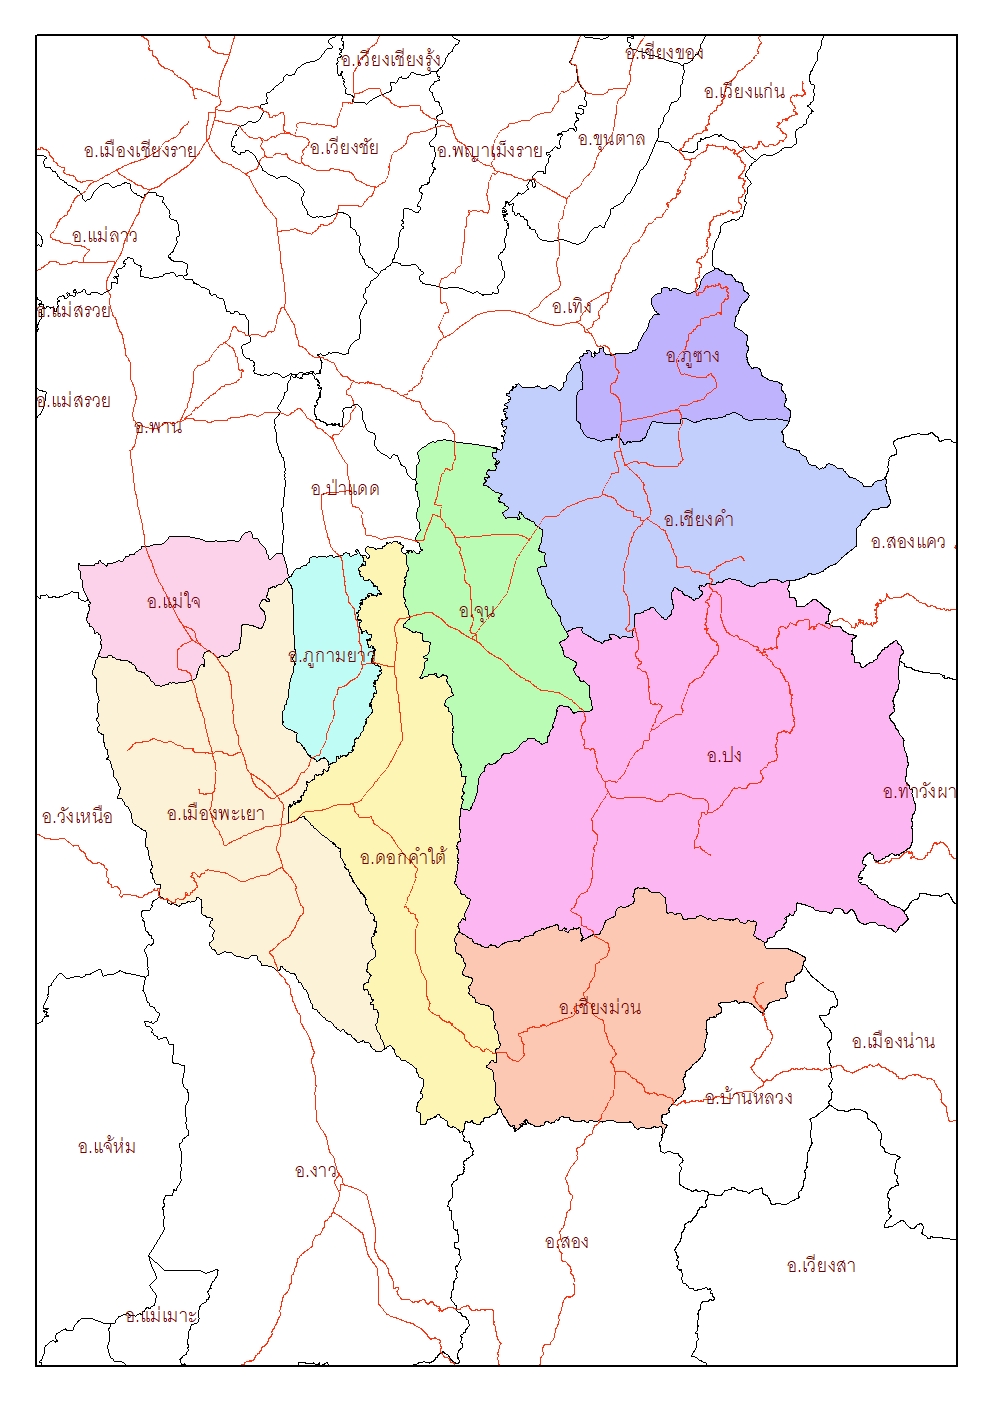 อ.เวียงเชียงรุ้ง
อ.เชียงของ
อ.เวียงแก่น
อ.เมืองเชียงราย
อ.เวียงชัย
อ.พญาเม็งราย
อ.ขุนตาล
อ.แม่ลาว
อ.แม่สรวย
อ.เทิง
อ.ภูซาง
อ.แม่สรวย
อ.พาน
อ.ป่าแดด
อ.เชียงคำ
อ.สองแคว
อ.แม่ใจ
อ.จุน
อ.ภูกามยาว
อ.ปง
อ.ท่าวังผา
อ.วังเหนือ
อ.เมืองพะเยา
อ.ดอกคำใต้
อ.เชียงม่วน
อ.เมืองน่าน
อ.บ้านหลวง
อ.แจ้ห่ม
อ.งาว
อ.สอง
อ.เวียงสา
อ.แม่เมาะ